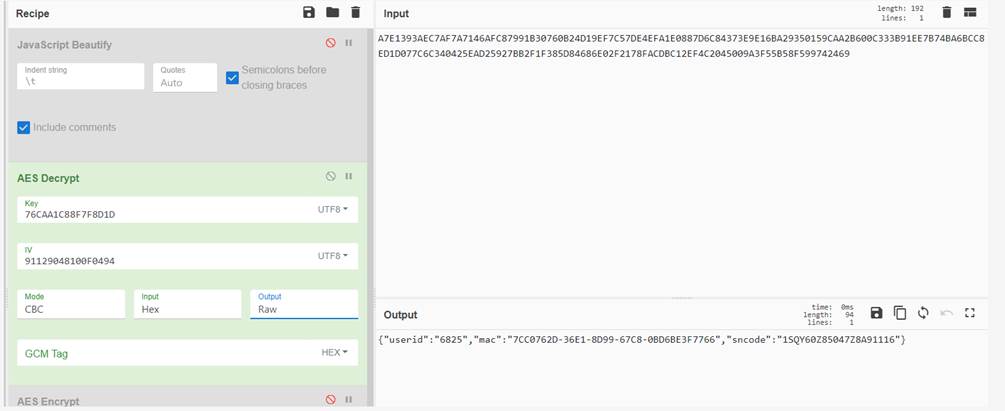 Recipe
JavaScript Beautify
Indent string
\t
Quotes
Auto
Semicolons before
closing braces
Include comments
AES Decrypt
Key
76CAA1C88F7F8D1D
UTF8
IV
91129048100F0494
UTF8
Mode
CBC
Input
Hex
Output
Raw
GCM Tag
HEX
AES Encrypt
Input
length: 192
lines: 1
A7E1393AEC7AF7A7146AFC87991B30760B24D19EF7C57DE4EFA1E0887D6C84373E9E16BA29350159CAA2B600C333B91EE7B74BA6BCC8
ED1D077C6C340425EAD25927BB2F1F385D84686E02F2178FACDBC12EF4C2045009A3F55B58F599742469
Output
time: 0ms
length: 94
lines: 1
{"userid":"6825","mac":"7CC0762D-36E1-8D99-67C8-0BD6BE3F7766","sncode":"1SQY60Z85047Z8A91116"}